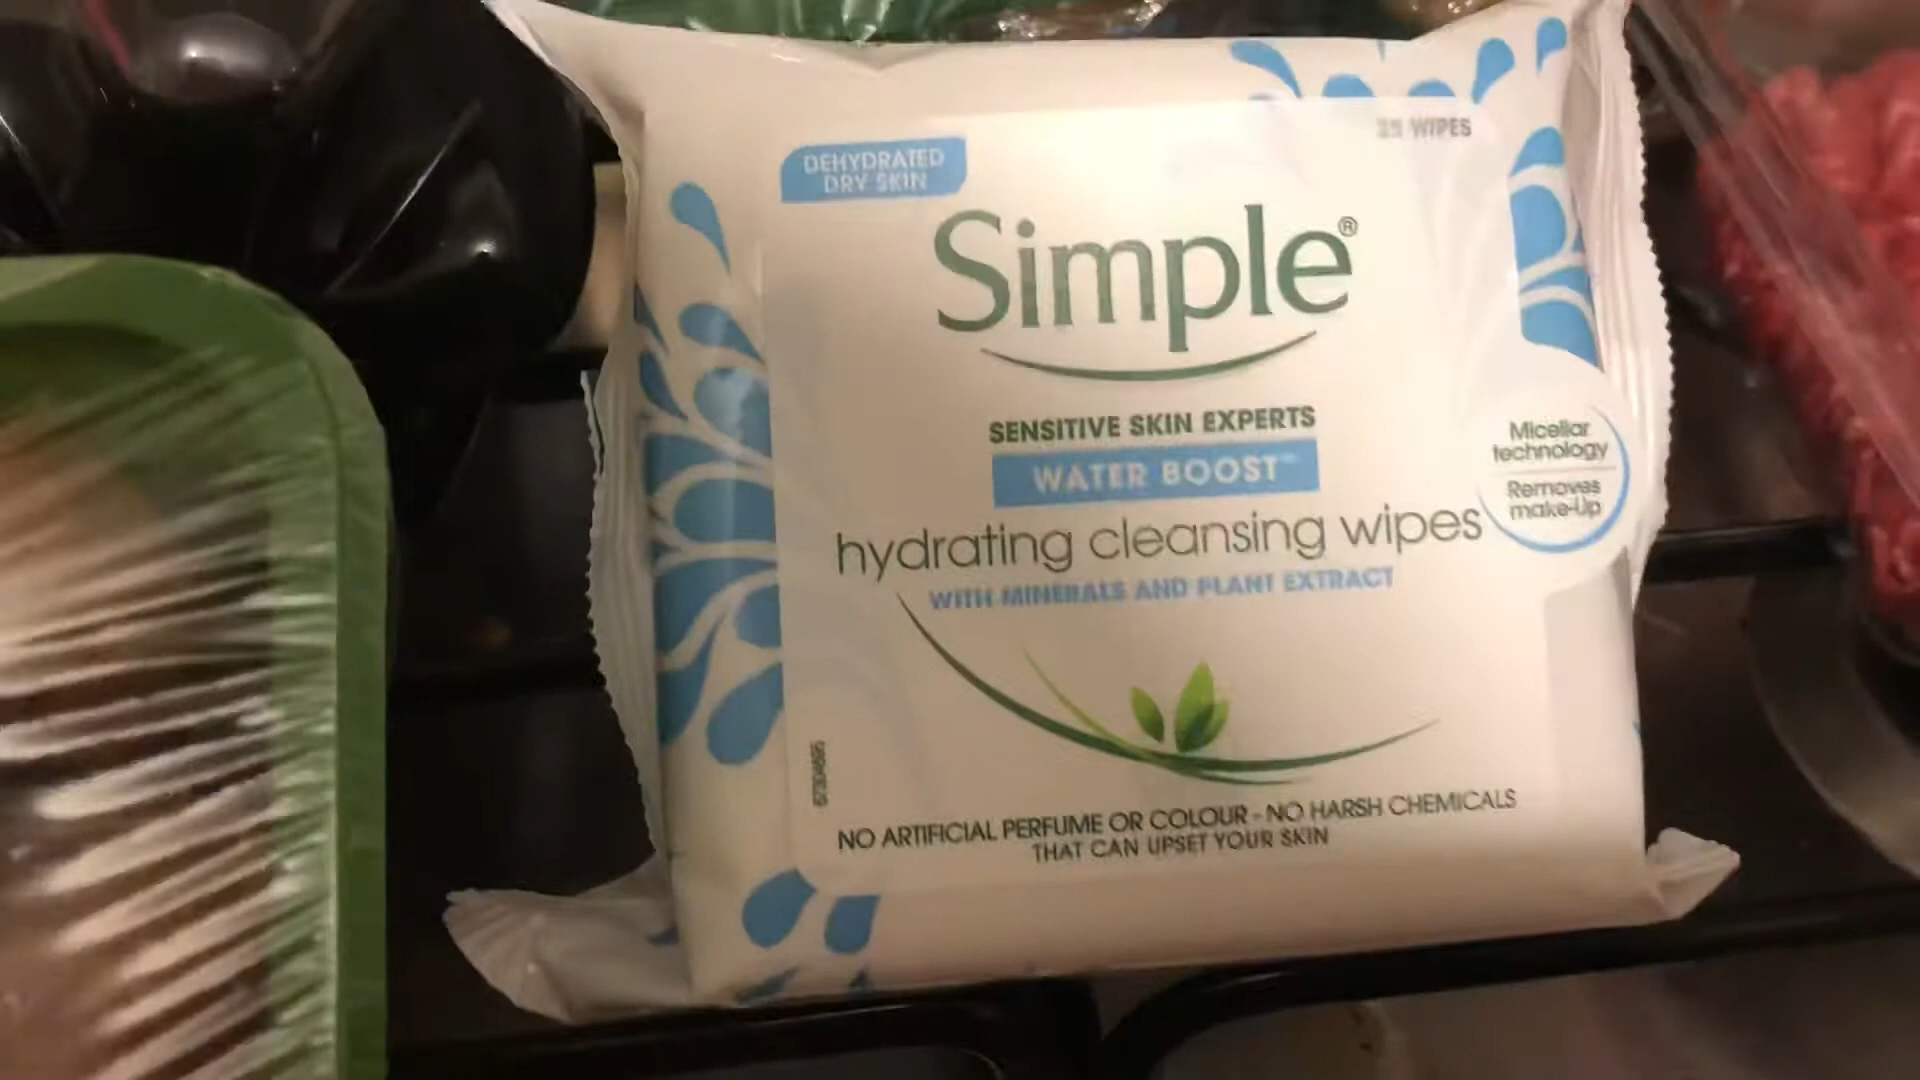 25 WIPES
DEHYDRATED
DRY SKIN
Simple®
SENSITIVE SKIN EXPERTS
WATER BOOST™
hydrating cleansing wipes
WITH MINERALS AND PLANT EXTRACT
Micellar
technology
Removes
make-Up
NO ARTIFICIAL PERFUME OR COLOUR - NO HARSH CHEMICALS
THAT CAN UPSET YOUR SKIN